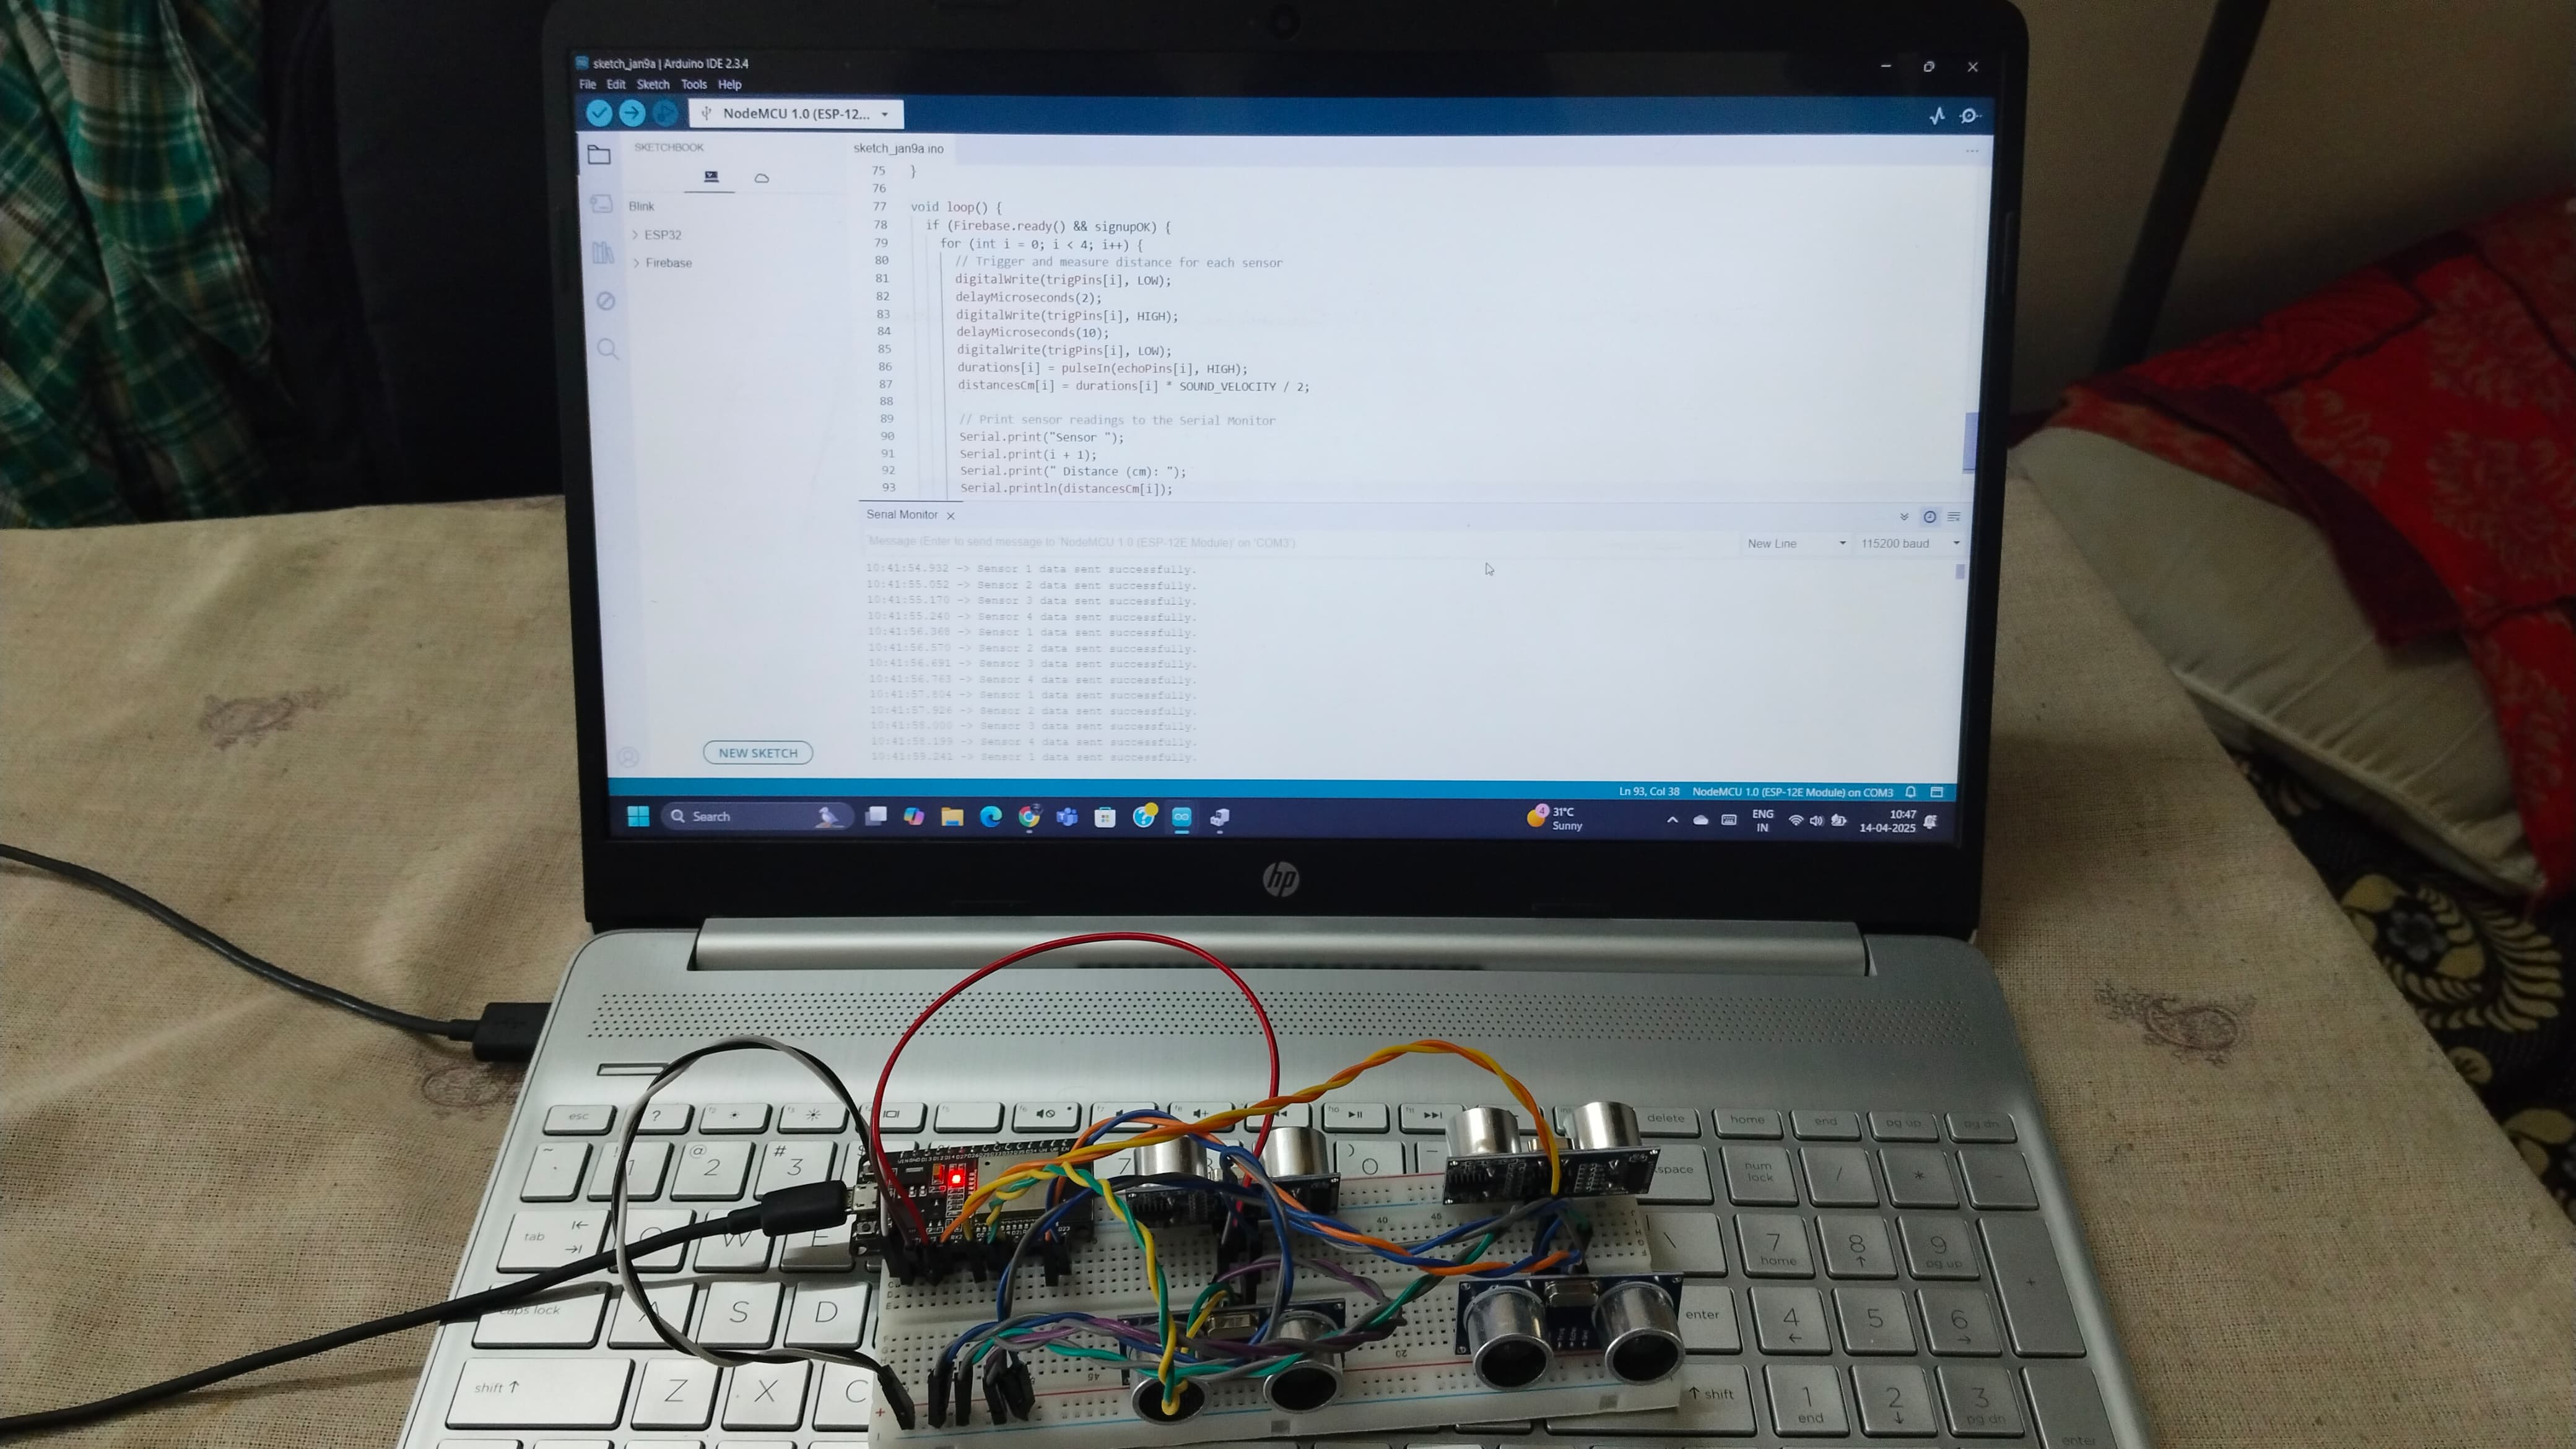 sketch_jan9a | Arduino IDE 2.3.4
File Edit Sketch Tools Help
NodeMCU 1.0 (ESP-12...
SKETCHBOOK
Blink
ESP32
Firebase
NEW SKETCH
sketch_jan9a.ino
75 }
76
77 void loop() {
78 if (Firebase.ready() && signupOK) {
79 for (int i = 0; i < 4; i++) {
80 // Trigger and measure distance for each sensor
81 digitalWrite(trigPins[i], LOW);
82 delayMicroseconds(2);
83 digitalWrite(trigPins[i], HIGH);
84 delayMicroseconds(10);
85 digitalWrite(trigPins[i], LOW);
86 durations[i] = pulseIn(echoPins[i], HIGH);
87 distancesCm[i] = durations[i] * SOUND_VELOCITY / 2;
88
89 // Print sensor readings to the Serial Monitor
90 Serial.print("Sensor ");
91 Serial.print(i + 1);
92 Serial.print(" Distance (cm): ");
93 Serial.println(distancesCm[i]);
Serial Monitor
Message (Enter to send message to 'NodeMCU 1.0 (ESP-12E Module)' on 'COM3')
New Line 115200 baud
10:41:54.932 -> Sensor 1 data sent successfully.
10:41:55.052 -> Sensor 2 data sent successfully.
10:41:55.170 -> Sensor 3 data sent successfully.
10:41:55.240 -> Sensor 4 data sent successfully.
10:41:56.368 -> Sensor 1 data sent successfully.
10:41:56.570 -> Sensor 2 data sent successfully.
10:41:56.691 -> Sensor 3 data sent successfully.
10:41:56.763 -> Sensor 4 data sent successfully.
10:41:57.804 -> Sensor 1 data sent successfully.
10:41:57.926 -> Sensor 2 data sent successfully.
-> Sensor 3 data sent successfully.
10:41:58.199 -> Sensor 4 data sent successfully.
10:41:59.241 -> Sensor 1 data sent successfully.
Ln 93, Col 38 NodeMCU 1.0 (ESP-12E Module) on COM3
Search
4
31°C
Sunny
ENG
IN
10:47
14-04-2025
hp
esc ? delete home end pg up pg dn
~ ! 1 @ 2 # 3 7 ) 0 num lock / * -
tab W E \ 7 home 8 9 pg up +
caps lock A S D enter 4 5 6
shift Z X C shift 1 end 2 3 pg dn
enter